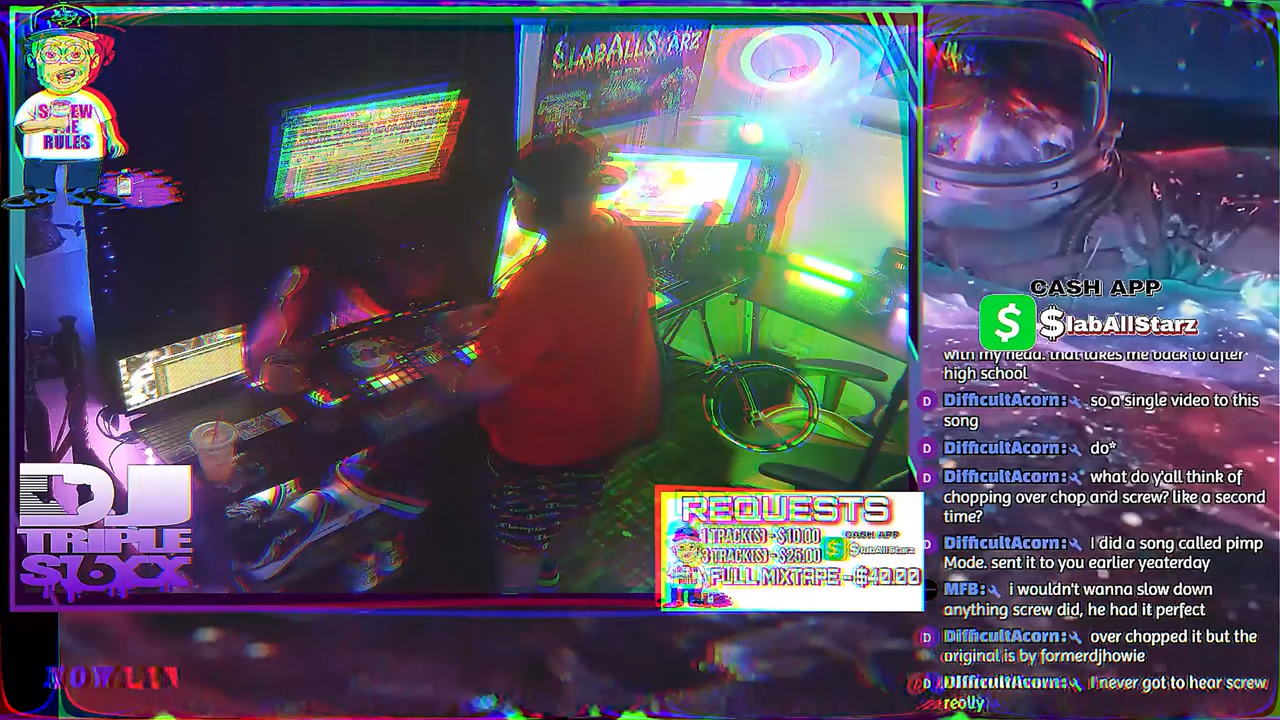 SLABALLSTARZ
SCREW
THE
RULES
CASH APP
$labAllStarz
with my head. that takes me back to after
high school
DifficultAcorn: so a single video to this
song
DifficultAcorn: do*
DifficultAcorn: what do y'all think of
chopping over chop and screw? like a second
time?
DifficultAcorn: I did a song called pimp
Mode. sent it to you earlier yeaterday
MFB: i wouldn't wanna slow down
anything screw did, he had it perfect
DifficultAcorn: over chopped it but the
original is by formerdjhowie
DifficultAcorn: I never got to hear screw
really
DJ
TRIIPLE
SIXX
REQUESTS
1 TRACK(S) - $10.00
3 TRACK(S) - $25.00
FULL MIXTAPE - $40.00
CASH APP
$labAllStarz